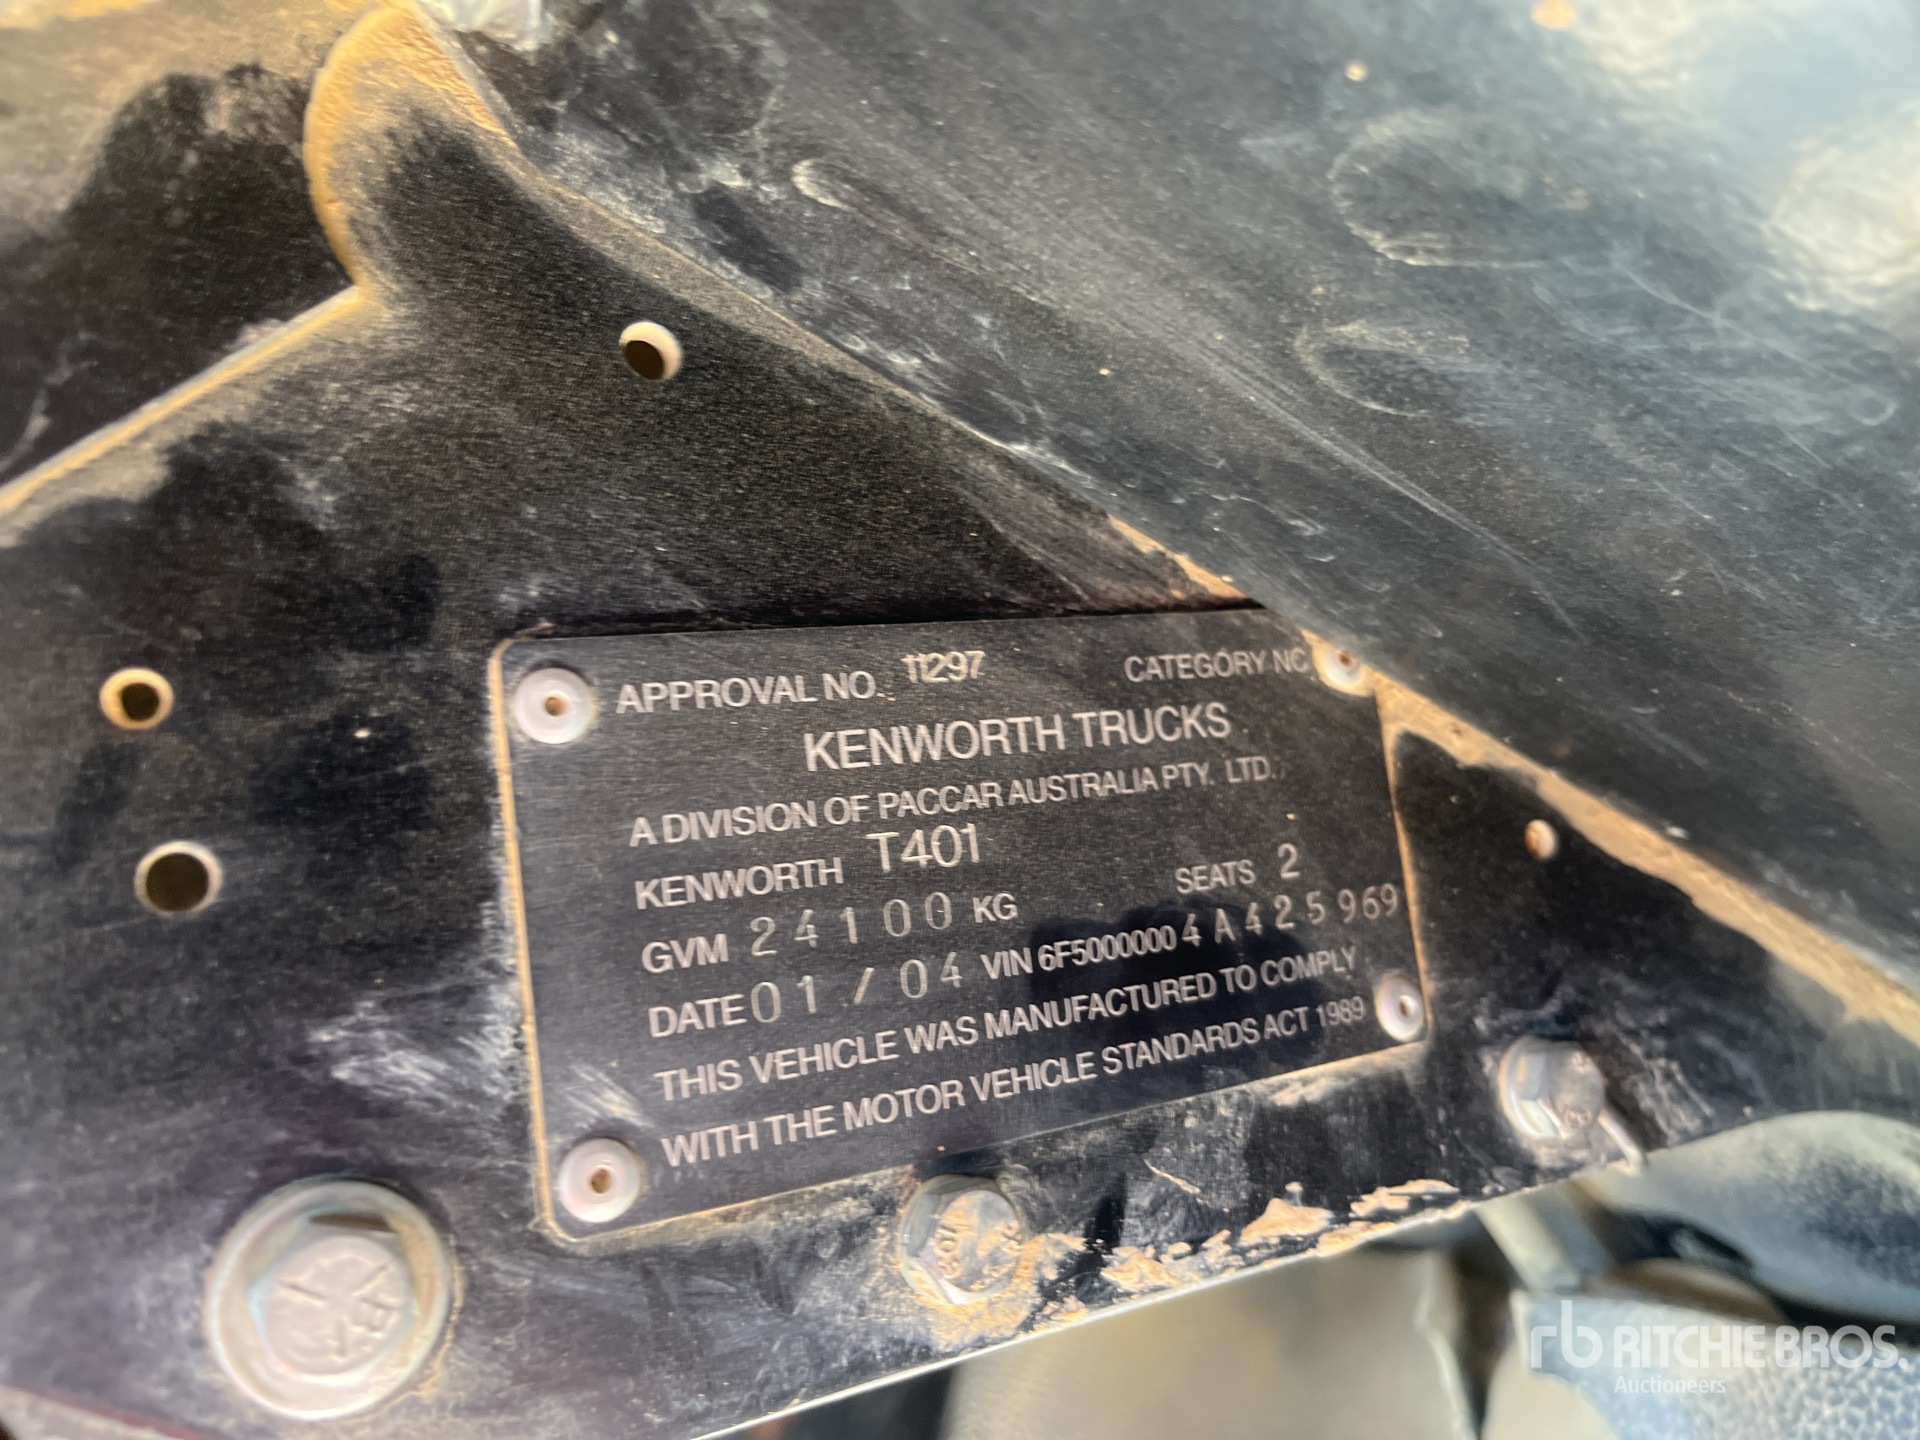 APPROVAL NO. 11297 CATEGORY NC
KENWORTH TRUCKS
A DIVISION OF PACCAR AUSTRALIA PTY. LTD.
KENWORTH T401
GVM 24100 KG SEATS 2
DATE 01/04 VIN 6F50000004A425969
THIS VEHICLE WAS MANUFACTURED TO COMPLY
WITH THE MOTOR VEHICLE STANDARDS ACT 1989
rb RITCHIE BROS.
Auctioneers